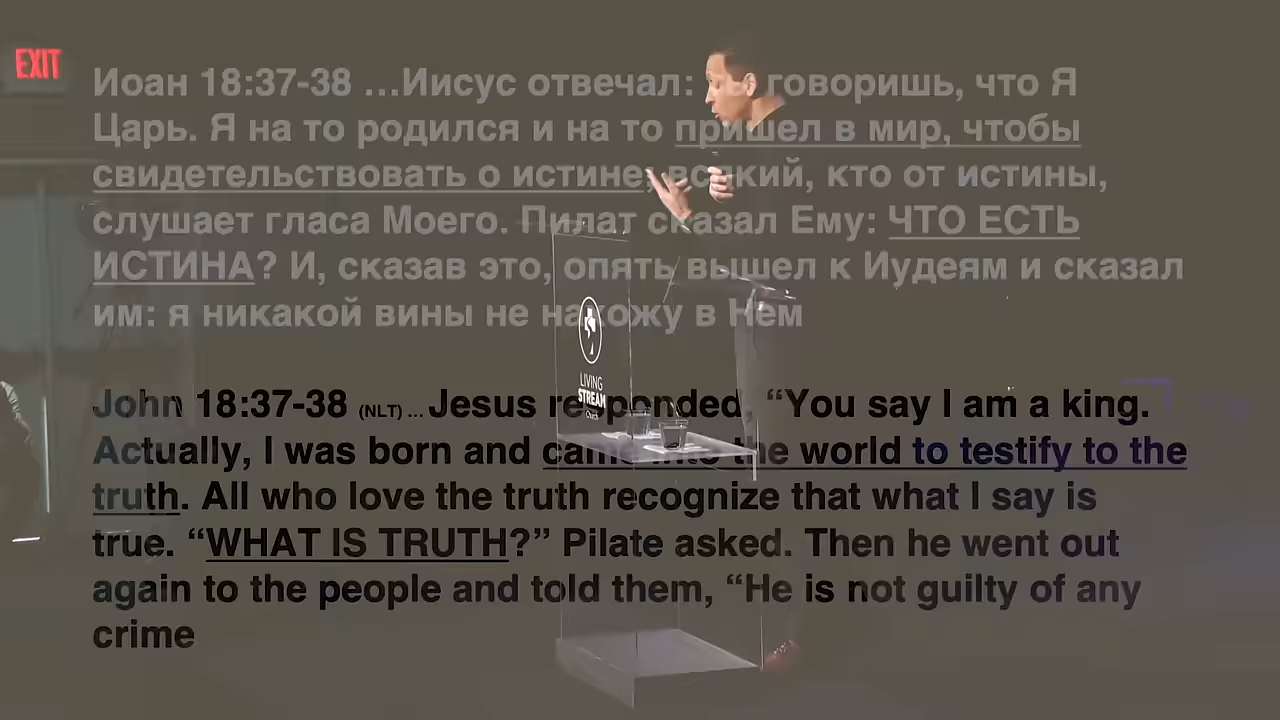 EXIT
Иоан 18:37-38 …Иисус отвечал: говоришь, что Я
Царь. Я на то родился и на то пришел в мир, чтобы
свидетельствовать о истине; всякий, кто от истины,
слушает гласа Моего. Пилат сказал Ему: ЧТО ЕСТЬ
ИСТИНА? И, сказав это, опять вышел к Иудеям и сказал
им: я никакой вины не нахожу в Нем
John 18:37-38 (NLT) … Jesus responded, “You say I am a king.
Actually, I was born and came into the world to testify to the
truth. All who love the truth recognize that what I say is
true. “WHAT IS TRUTH?” Pilate asked. Then he went out
again to the people and told them, “He is not guilty of any
crime
LIVING
STREAM
Church